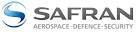 SAFRAN
AEROSPACE · DEFENCE · SECURITY